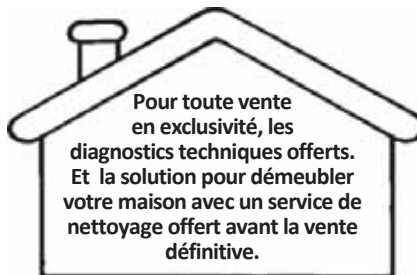 Pour toute vente
en exclusivité, les
diagnostics techniques offerts.
Et la solution pour démeubler
votre maison avec un service de
nettoyage offert avant la vente
définitive.